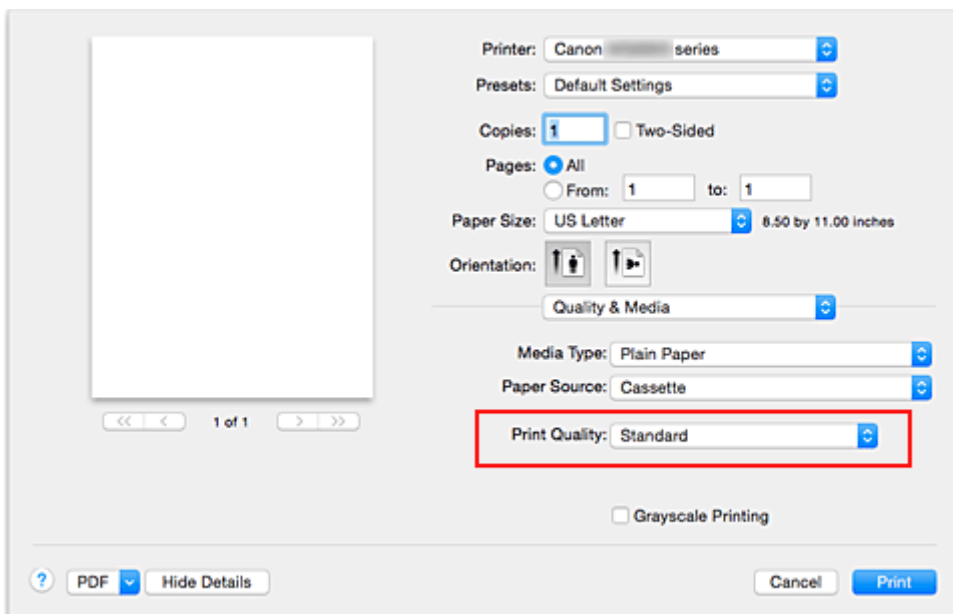 Printer: Canon series
Presets: Default Settings
Copies: 1 Two-Sided
Pages: All
From: 1 to: 1
Paper Size: US Letter 8.50 by 11.00 inches
Orientation:
Quality & Media
Media Type: Plain Paper
Paper Source: Cassette
<< < 1 of 1 > >>
Print Quality: Standard
Grayscale Printing
? PDF Hide Details Cancel Print